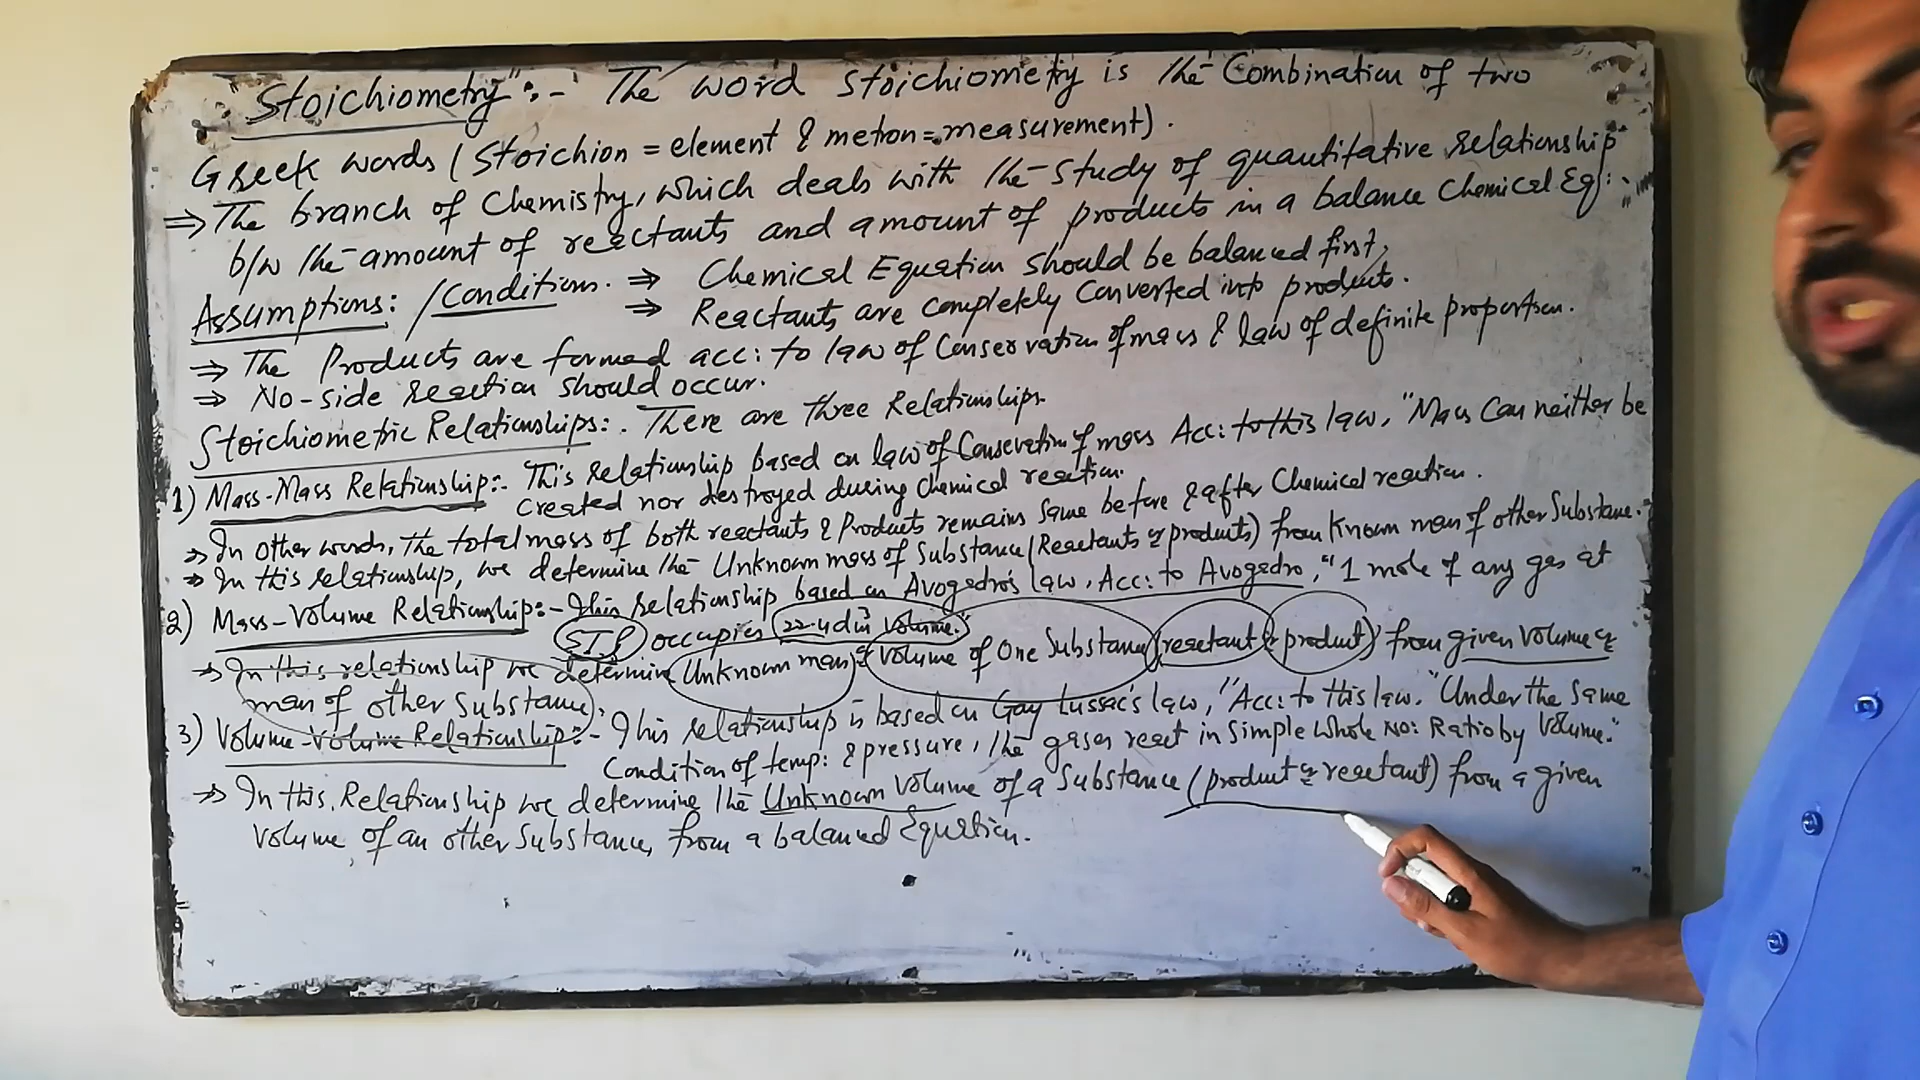 "Stoichiometry":- The word stoichiometry is the Combination of two
Greek words (Stoichion = element & metron = measurement).
⇒ The branch of Chemistry, which deals with the study of quantitative relationship
b/w the amount of reactants and amount of products in a balance Chemical Eq:.
Assumptions: / Conditions. ⇒ Chemical Equation should be balanced first.
⇒ Reactants are completely Converted into products.
⇒ The Products are formed acc: to law of Conservation of mass & law of definite proportion.
⇒ No-side reaction should occur.
Stoichiometric Relationships:. There are three Relationships.
1) Mass-Mass Relationship:- This relationship based on law of Conservation of mass Acc: to this law, "Mass Can neither be
Created nor destroyed during Chemical reaction.
⇒ In other words, the total mass of both reactants & Products remains same before & after Chemical reaction.
⇒ In this relationship, we determine the Unknown mass of substance (Reactants or products) from Known mass of other Substance.
2) Mass-Volume Relationship:- This relationship based on Avogadro's law, Acc: to Avogadro, "1 mole of any gas at
STP occupies 22.4dm³ volume."
⇒ In this relationship we determine Unknown mass or volume of One Substance (reactant or product) from given volume or
mass of other Substance.
3) Volume-Volume Relationship:- This relationship is based on Gay Lussac's law, "Acc: to this law. "Under the Same
Condition of temp: & pressure, the gases react in Simple Whole No: Ratio by Volume."
⇒ In this, Relationship we determine the Unknown Volume of a Substance (product or reactant) from a given
volume of an other Substance, from a balanced Equation.